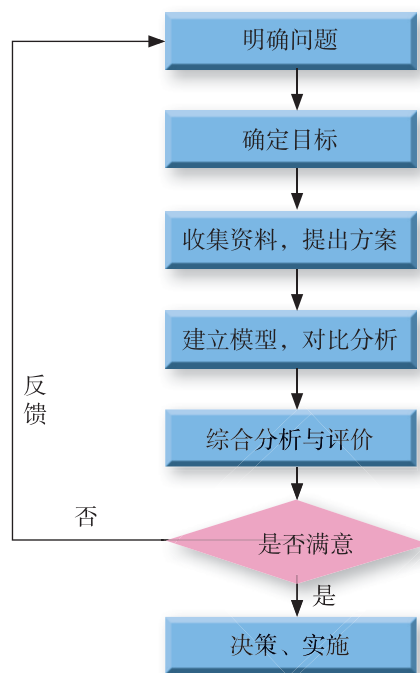 明确问题
确定目标
收集资料，提出方案
建立模型，对比分析
反
馈
综合分析与评价
否
是否满意
是
决策、实施